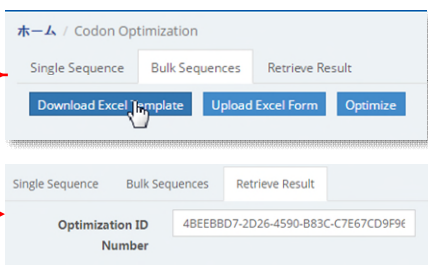 ホーム / Codon Optimization
Single Sequence Bulk Sequences Retrieve Result
Download Excel Template Upload Excel Form Optimize
Single Sequence Bulk Sequences Retrieve Result
Optimization ID 4BEEBBD7-2D26-4590-B83C-C7E67CD9F96
Number